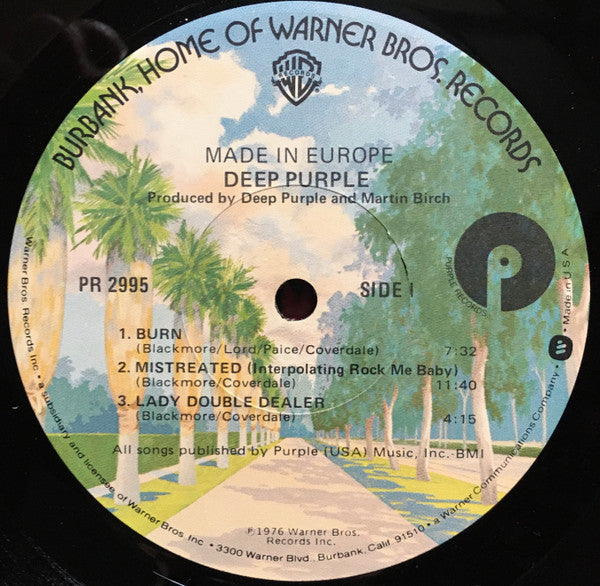 BURBANK, HOME OF WARNER BROS. RECORDS
WB
RECORDS
MADE IN EUROPE
DEEP PURPLE
Produced by Deep Purple and Martin Birch
PR 2995
SIDE I
P
PURPLE RECORDS
1. BURN
(Blackmore/Lord/Paice/Coverdale) 7:32
2. MISTREATED (Interpolating Rock Me Baby)
(Blackmore/Coverdale) 11:40
3. LADY DOUBLE DEALER
(Blackmore/Coverdale) 4:15
All songs published by Purple (USA) Music, Inc.-BMI
℗1976 Warner Bros.
Records Inc.
Warner Bros. Records Inc. • a subsidiary and licensee of Warner Bros. Inc. • 3300 Warner Blvd., Burbank, Calif. 91510 • a Warner Communications Company • Made in USA